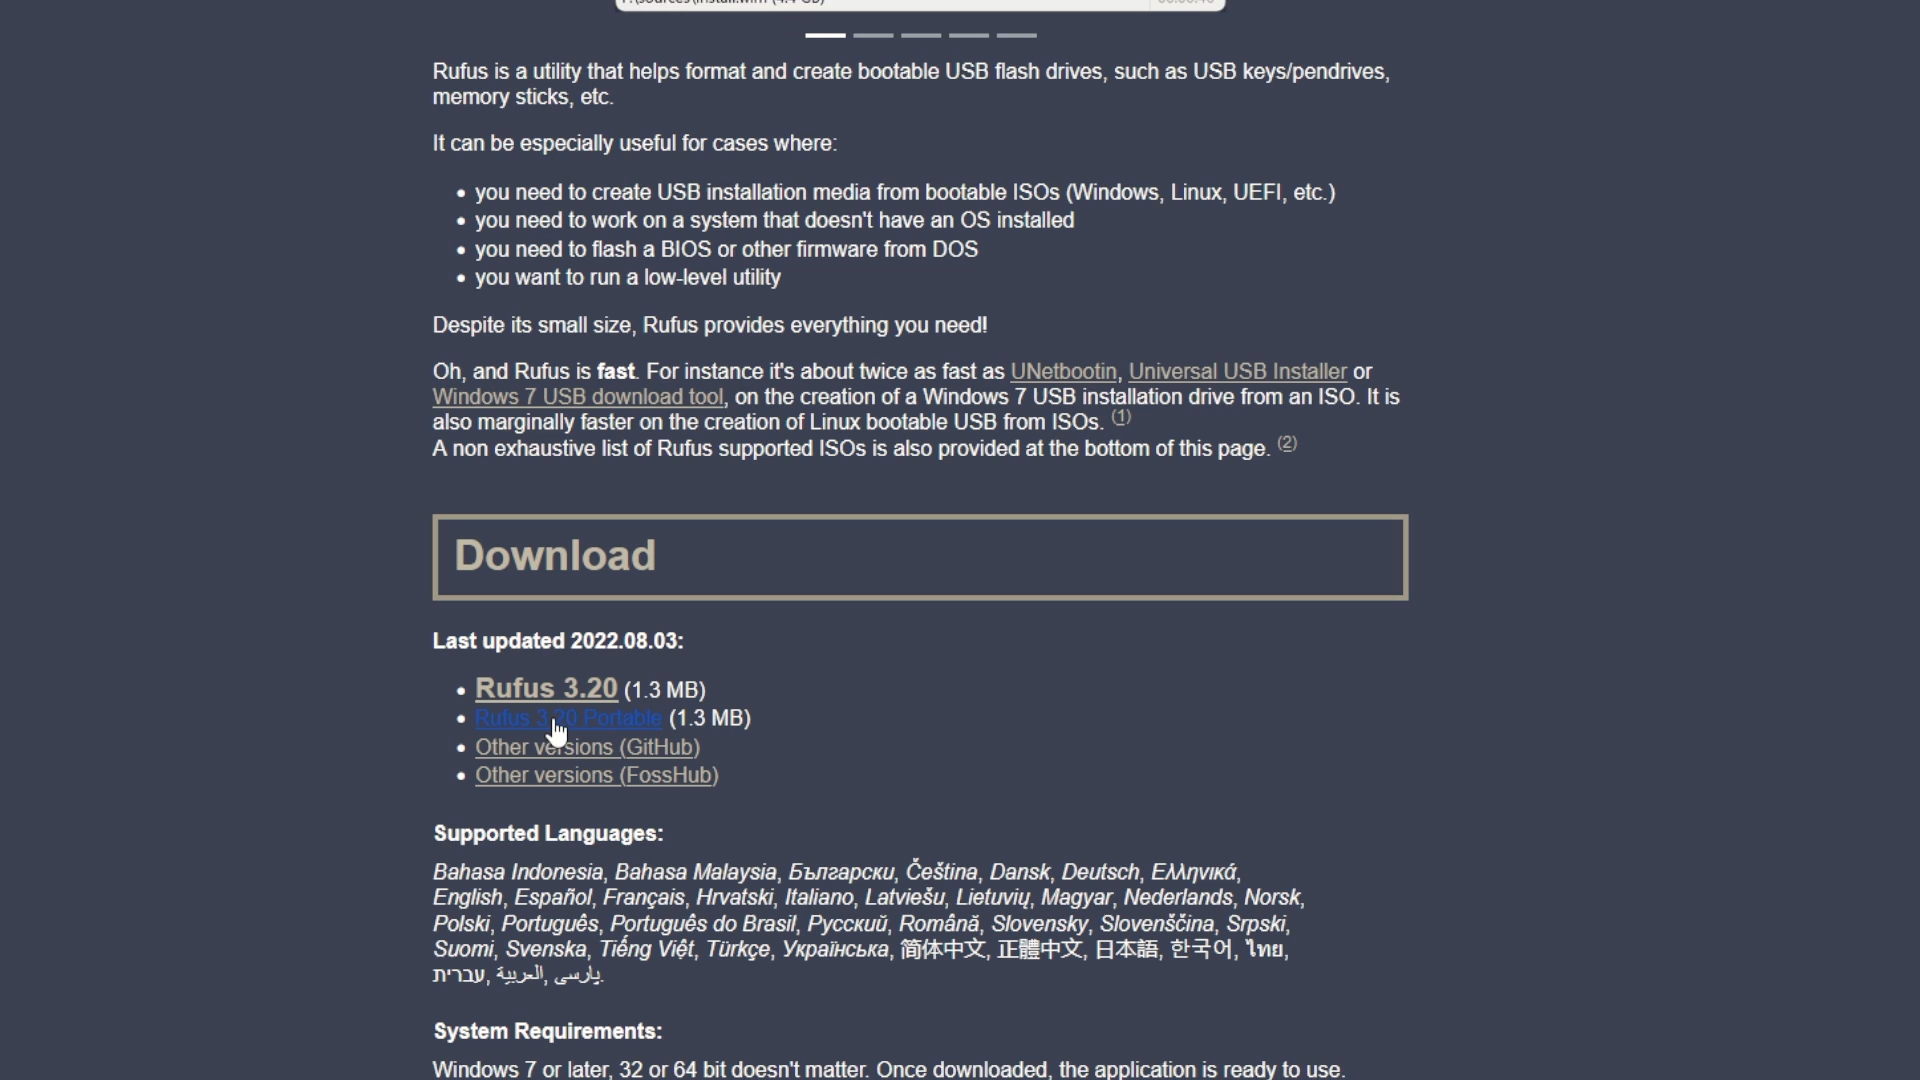 Rufus is a utility that helps format and create bootable USB flash drives, such as USB keys/pendrives,
memory sticks, etc.
It can be especially useful for cases where:
• you need to create USB installation media from bootable ISOs (Windows, Linux, UEFI, etc.)
• you need to work on a system that doesn't have an OS installed
• you need to flash a BIOS or other firmware from DOS
• you want to run a low-level utility
Despite its small size, Rufus provides everything you need!
Oh, and Rufus is fast. For instance it's about twice as fast as UNetbootin, Universal USB Installer or
Windows 7 USB download tool, on the creation of a Windows 7 USB installation drive from an ISO. It is
also marginally faster on the creation of Linux bootable USB from ISOs. (1)
A non exhaustive list of Rufus supported ISOs is also provided at the bottom of this page. (2)
Download
Last updated 2022.08.03:
• Rufus 3.20 (1.3 MB)
• Rufus 3.20 Portable (1.3 MB)
• Other versions (GitHub)
• Other versions (FossHub)
Supported Languages:
Bahasa Indonesia, Bahasa Malaysia, Български, Čeština, Dansk, Deutsch, Ελληνικά,
English, Español, Français, Hrvatski, Italiano, Latviešu, Lietuvių, Magyar, Nederlands, Norsk,
Polski, Português, Português do Brasil, Русский, Română, Slovensky, Slovenščina, Srpski,
Suomi, Svenska, Tiếng Việt, Türkçe, Українська, 简体中文, 正體中文, 日本語, 한국어, ไทย,
עברית, العربية, پارسی.
System Requirements:
Windows 7 or later, 32 or 64 bit doesn't matter. Once downloaded, the application is ready to use.